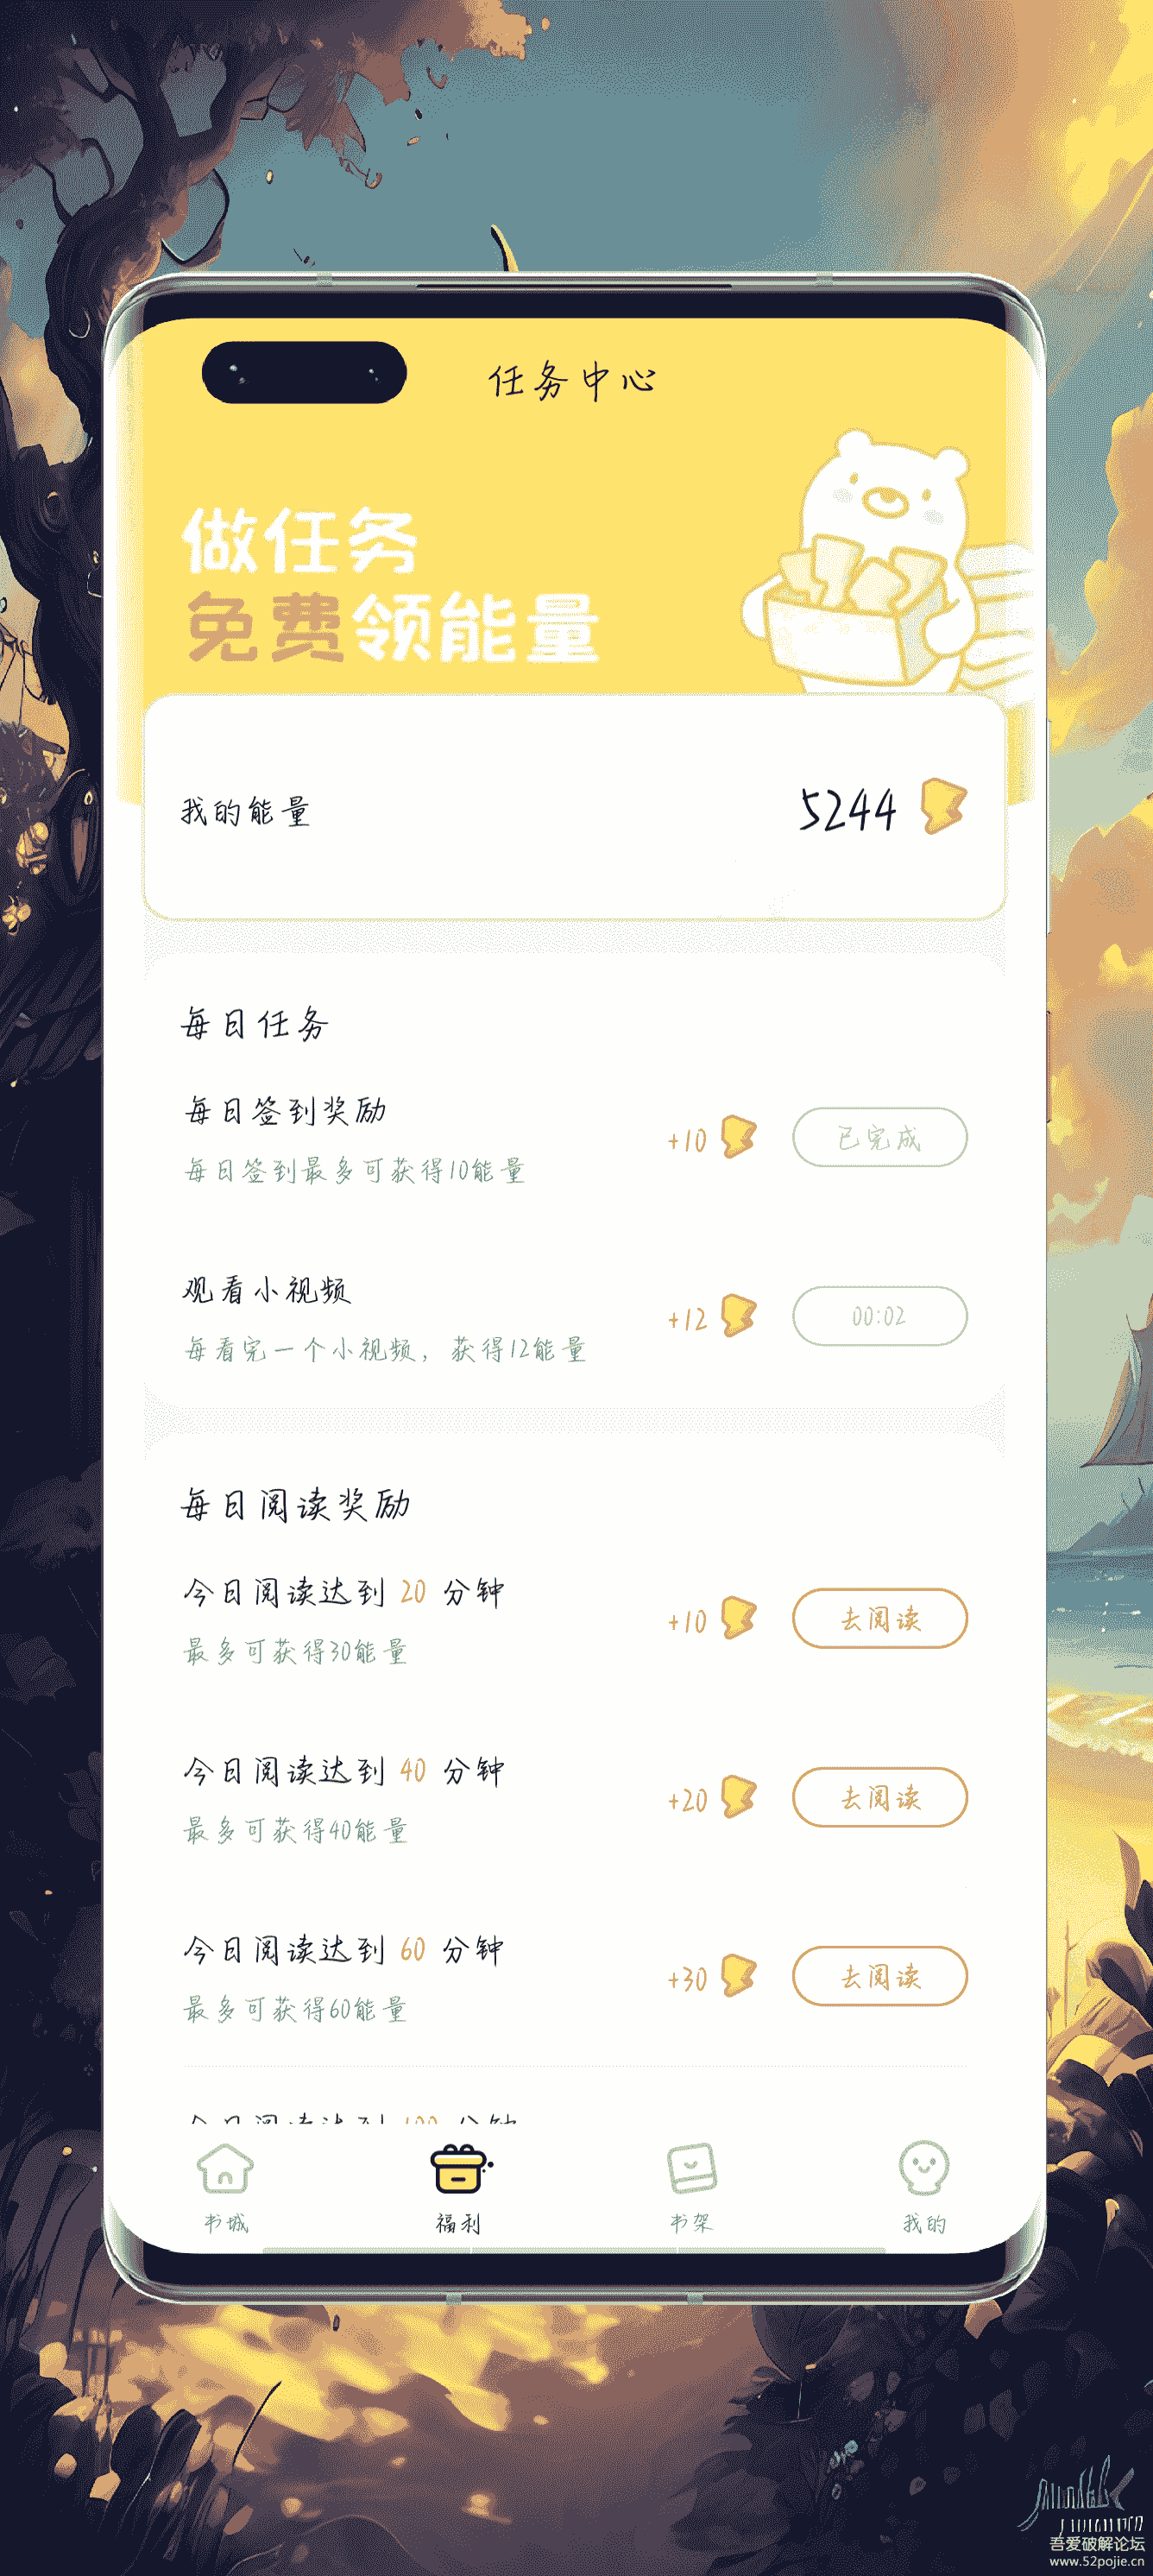 任务中心
做任务
免费领能量
我的能量 5244
每日任务
每日签到奖励
每日签到最多可获得10能量
+10 已完成
观看小视频
每看完一个小视频，获得12能量
+12 00:02
每日阅读奖励
今日阅读达到 20 分钟
最多可获得30能量
+10 去阅读
今日阅读达到 40 分钟
最多可获得40能量
+20 去阅读
今日阅读达到 60 分钟
最多可获得60能量
+30 去阅读
书城 福利 书架 我的
吾爱破解论坛
www.52pojie.cn